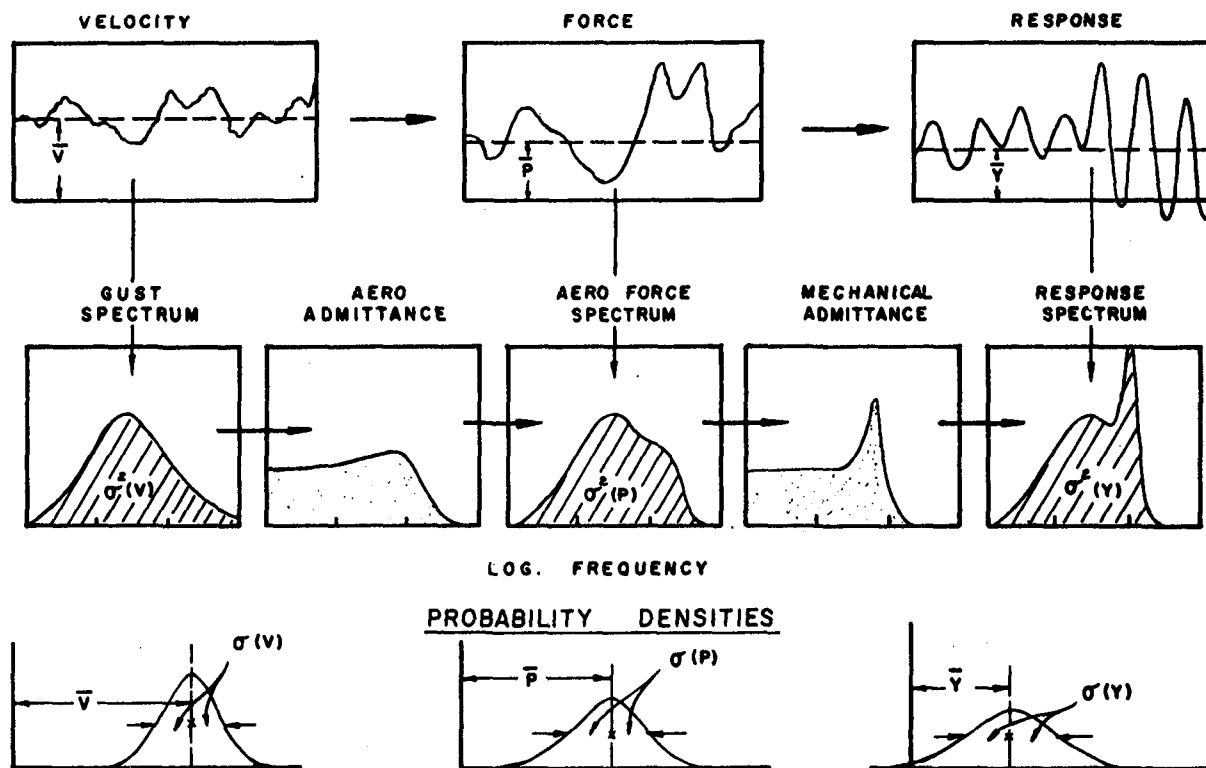 VELOCITY
FORCE
RESPONSE
V̅
P̅
Y̅
GUST
SPECTRUM
AERO
ADMITTANCE
AERO FORCE
SPECTRUM
MECHANICAL
ADMITTANCE
RESPONSE
SPECTRUM
σ²(V)
σ²(P)
σ²(Y)
LOG. FREQUENCY
PROBABILITY DENSITIES
σ(V)
V̅
σ(P)
P̅
σ(Y)
Y̅